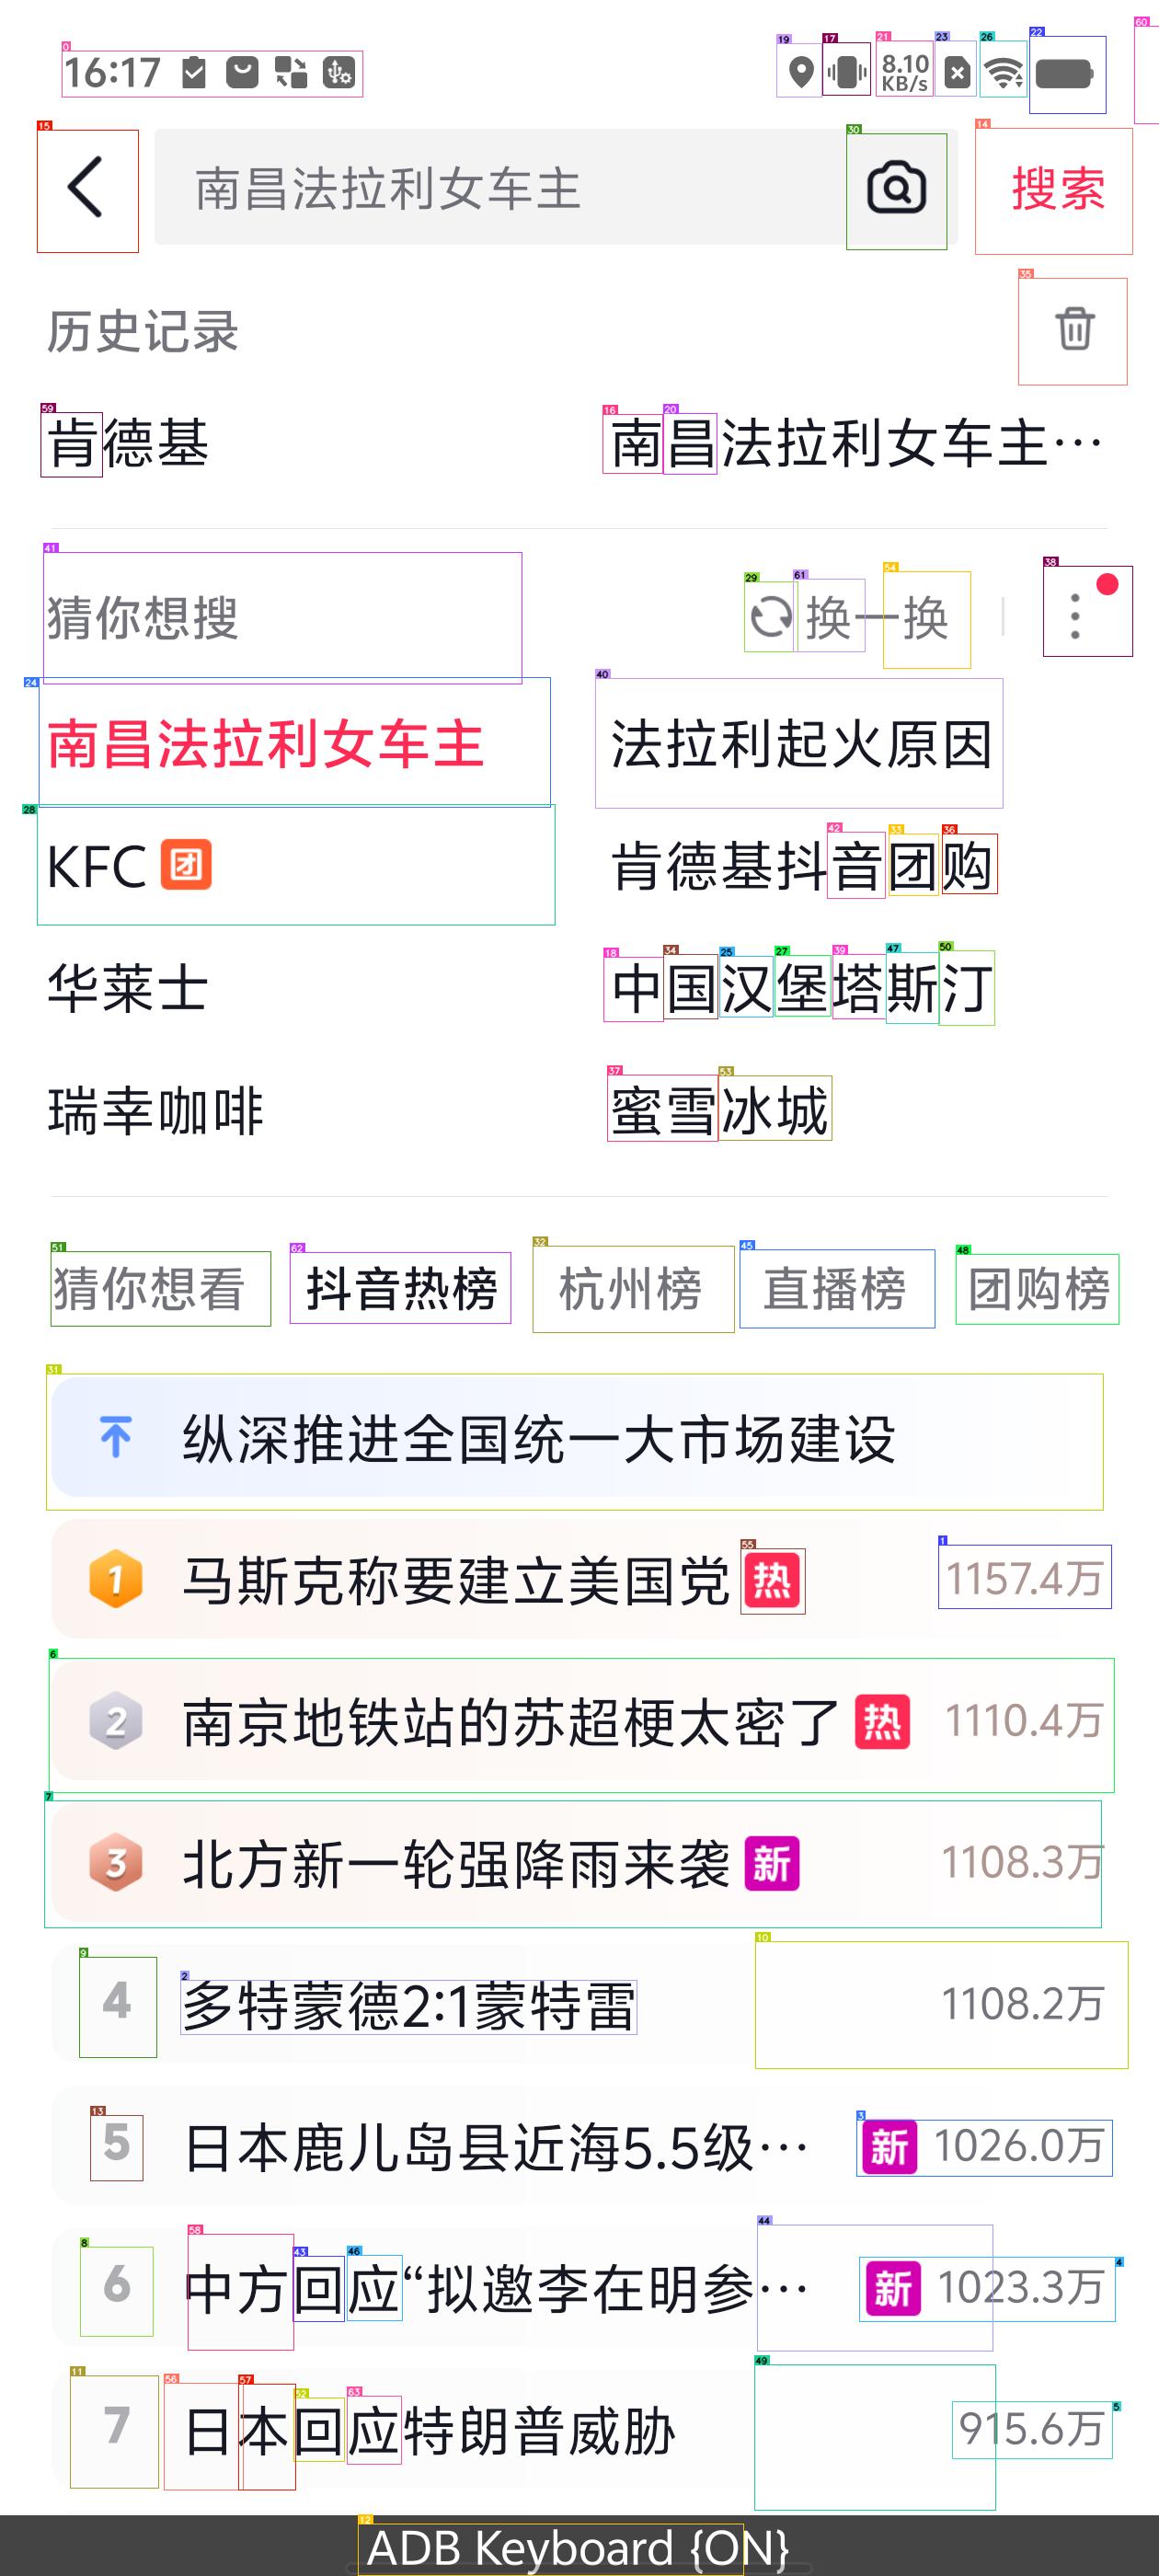 16:17 8.10 KB/s
南昌法拉利女车主 搜索
历史记录
肯德基 南昌法拉利女车主…
猜你想搜 换一换
南昌法拉利女车主 法拉利起火原因
KFC 团 肯德基抖音团购
华莱士 中国汉堡塔斯汀
瑞幸咖啡 蜜雪冰城
猜你想看 抖音热榜 杭州榜 直播榜 团购榜
纵深推进全国统一大市场建设
1 马斯克称要建立美国党 热 1157.4万
2 南京地铁站的苏超梗太密了 热 1110.4万
3 北方新一轮强降雨来袭 新 1108.3万
4 多特蒙德2:1蒙特雷 1108.2万
5 日本鹿儿岛县近海5.5级… 新 1026.0万
6 中方回应“拟邀李在明参… 新 1023.3万
7 日本回应特朗普威胁 915.6万
ADB Keyboard {ON}